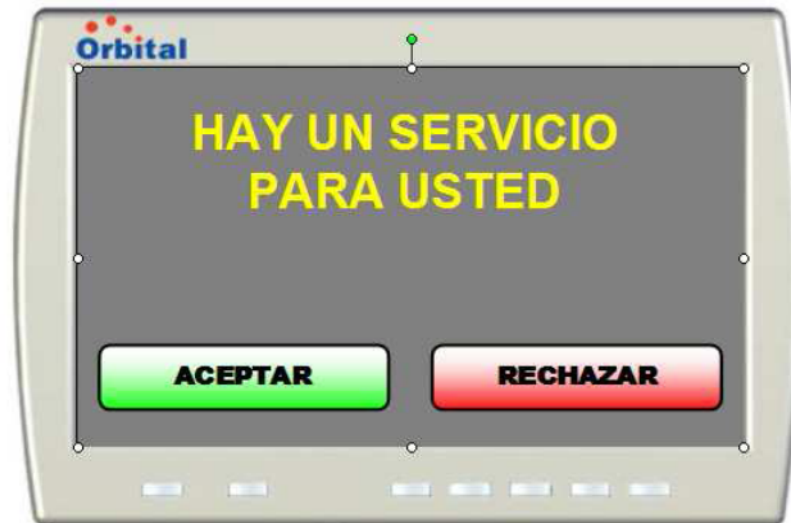 Orbital
HAY UN SERVICIO
PARA USTED
ACEPTAR
RECHAZAR